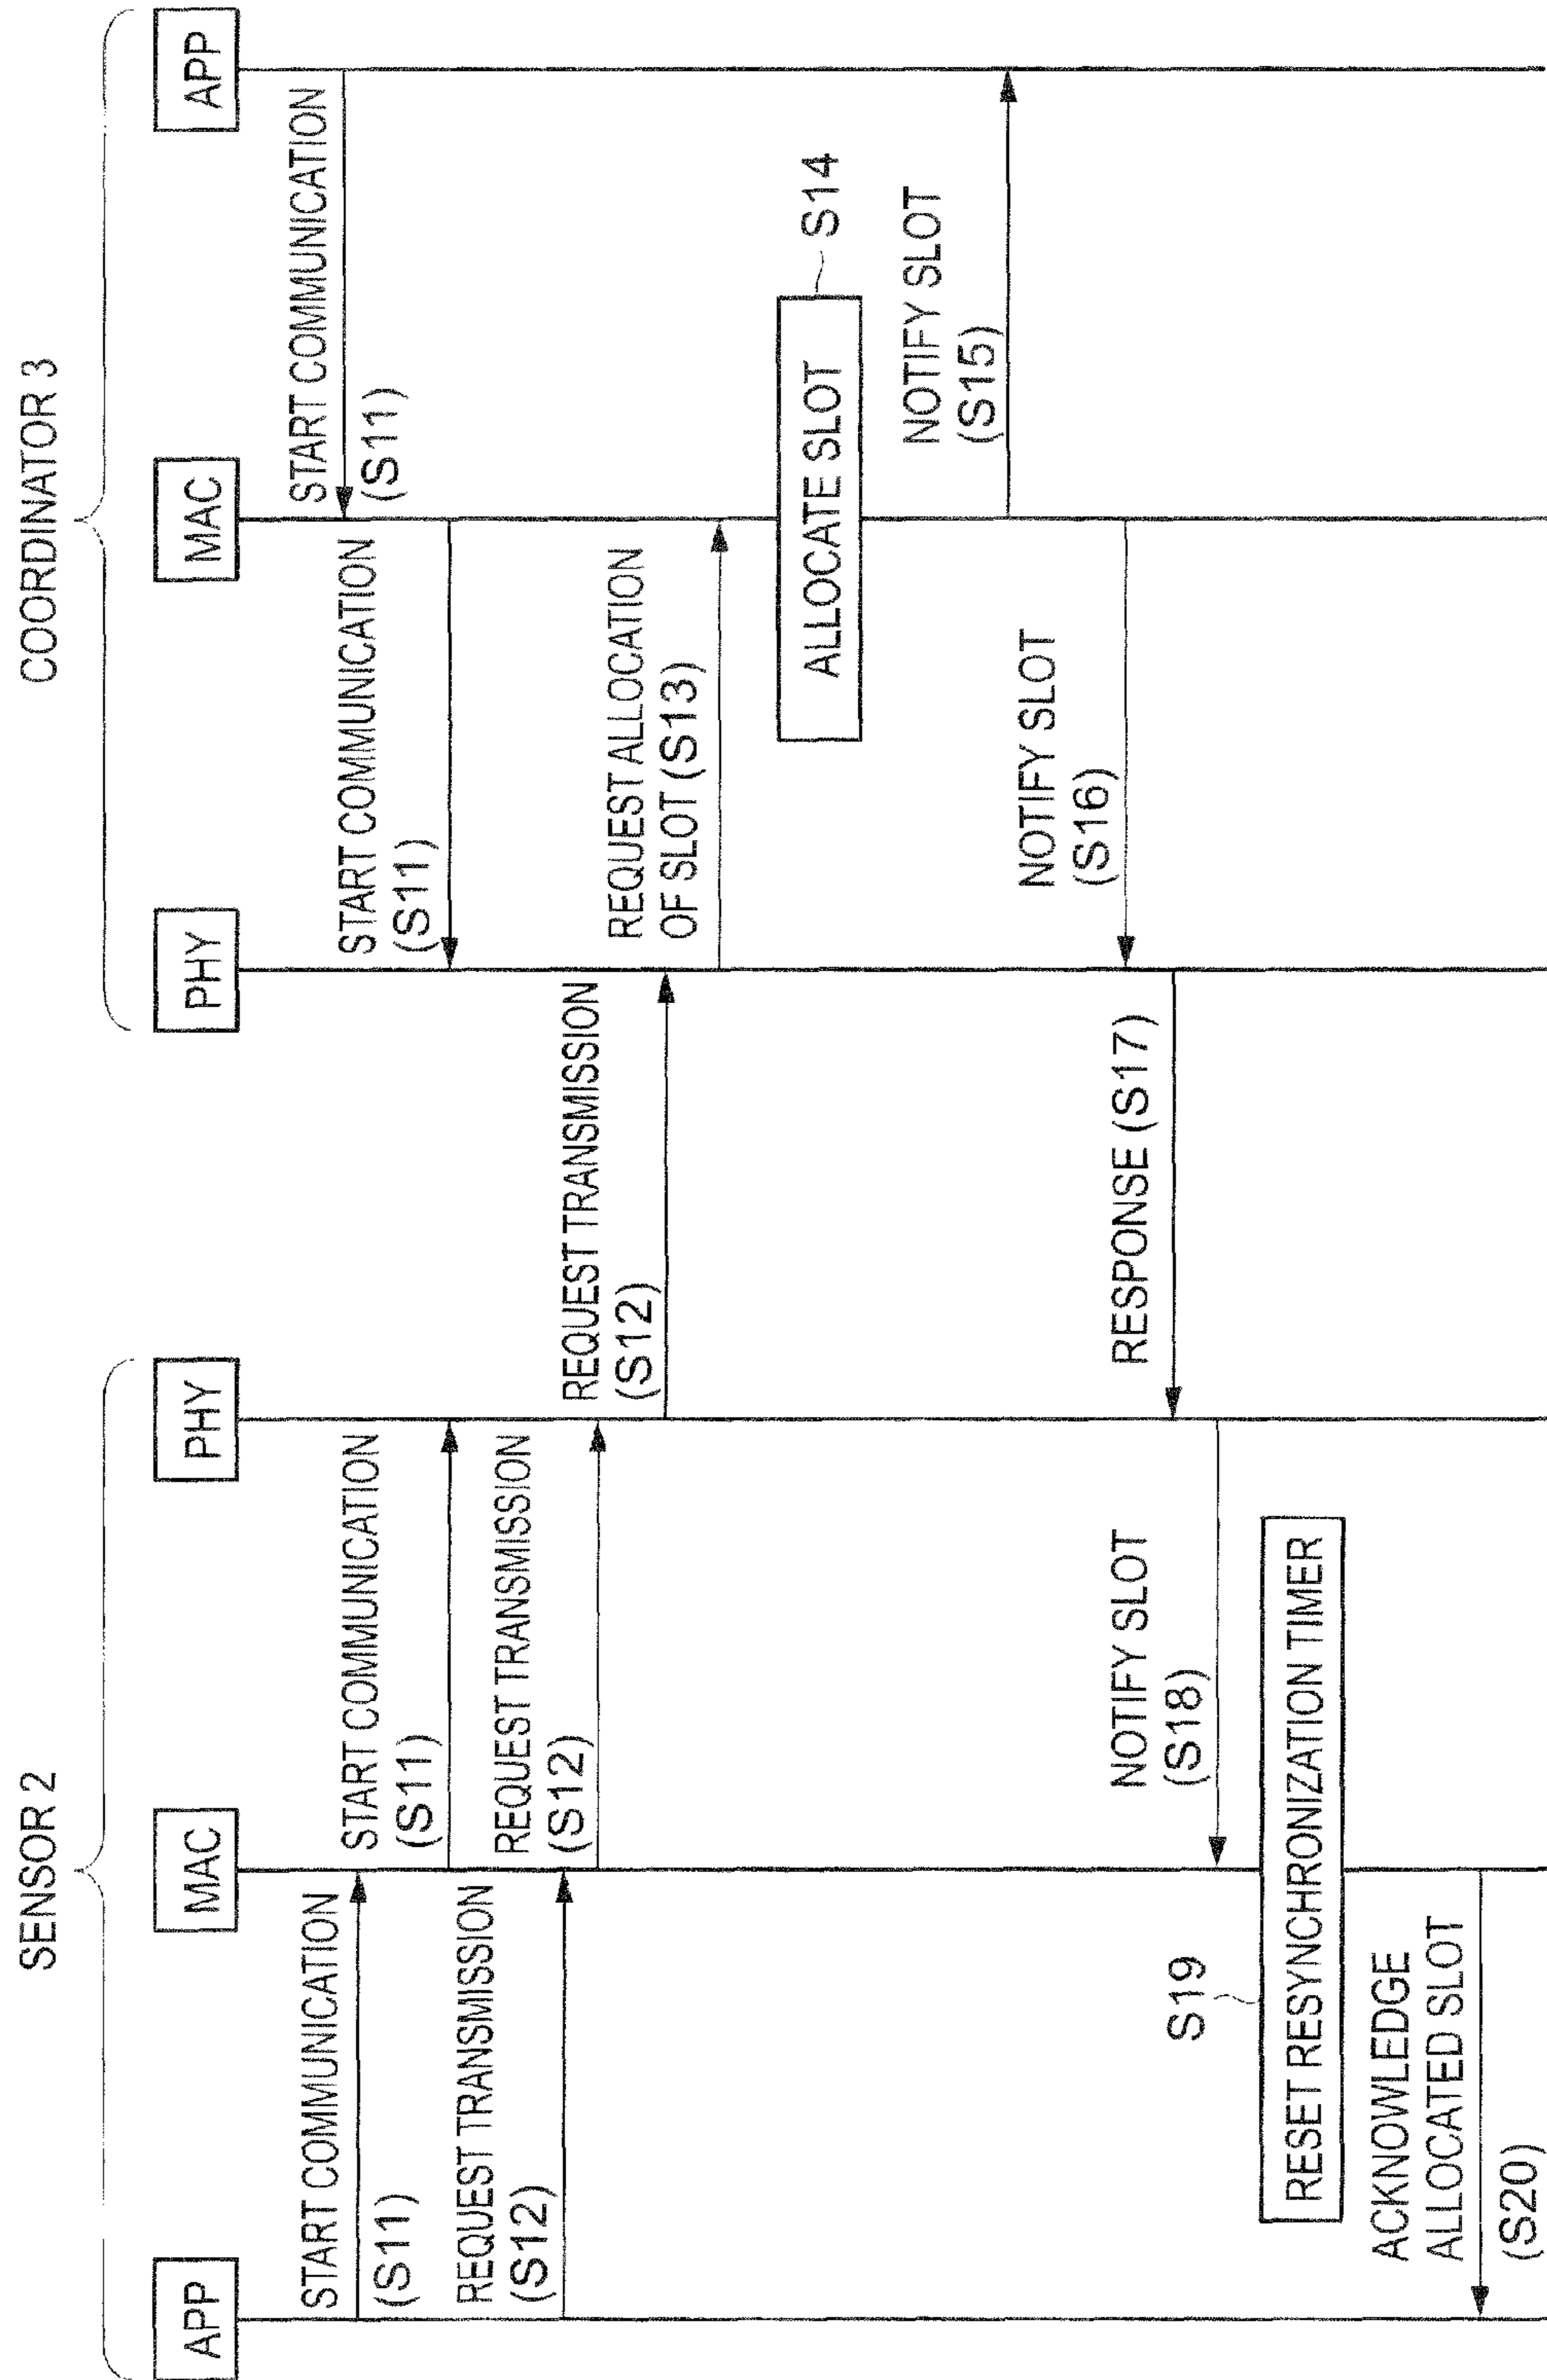 SENSOR 2
COORDINATOR 3
APP
MAC
PHY
PHY
MAC
APP
START COMMUNICATION
(S11)
START COMMUNICATION
(S11)
START COMMUNICATION
(S11)
START COMMUNICATION
(S11)
REQUEST TRANSMISSION
(S12)
REQUEST TRANSMISSION
(S12)
REQUEST TRANSMISSION
(S12)
REQUEST ALLOCATION
OF SLOT (S13)
ALLOCATE SLOT
S14
NOTIFY SLOT
(S15)
NOTIFY SLOT
(S16)
RESPONSE (S17)
NOTIFY SLOT
(S18)
S19
RESET RESYNCHRONIZATION TIMER
ACKNOWLEDGE
ALLOCATED SLOT
(S20)